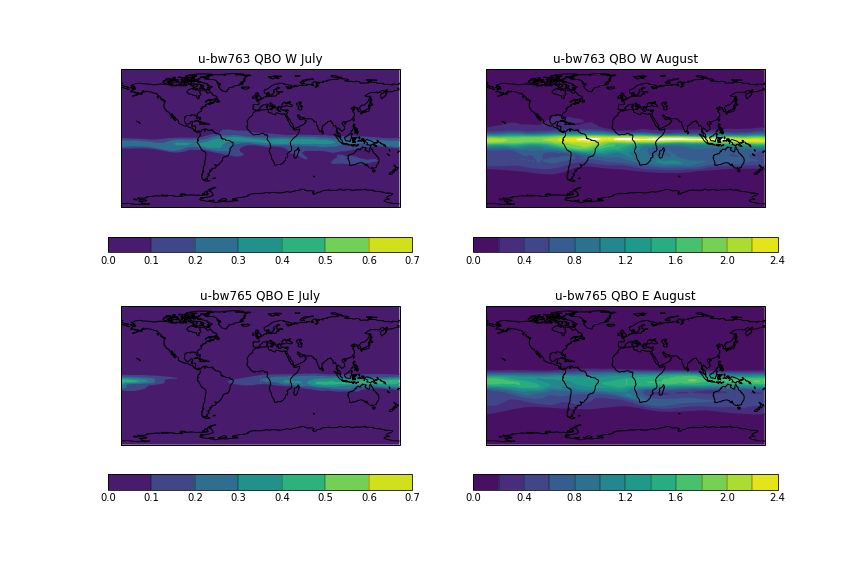 u-bw763 QBO W July
u-bw763 QBO W August
0.0 0.1 0.2 0.3 0.4 0.5 0.6 0.7
0.0 0.4 0.8 1.2 1.6 2.0 2.4
u-bw765 QBO E July
u-bw765 QBO E August
0.0 0.1 0.2 0.3 0.4 0.5 0.6 0.7
0.0 0.4 0.8 1.2 1.6 2.0 2.4